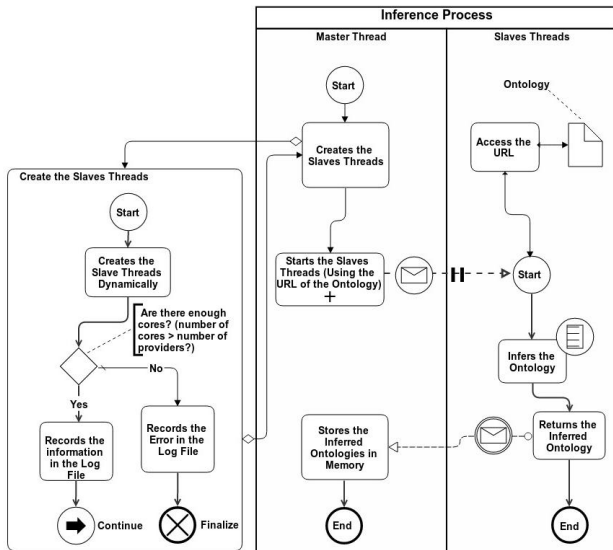 Inference Process
Master Thread
Slaves Threads
Start
Creates the
Slaves Threads
Starts the Slaves
Threads (Using the
URL of the Ontology)
Stores the
Inferred
Ontologies in
Memory
End
Ontology
Access the
URL
Start
Infers the
Ontology
Returns the
Inferred
Ontology
End
Create the Slaves Threads
Start
Creates the
Slave Threads
Dynamically
Are there enough
cores? (number of
cores > number of
providers?)
No
Yes
Records the
information
in the Log
File
Records the
Error in the
Log File
Continue
Finalize